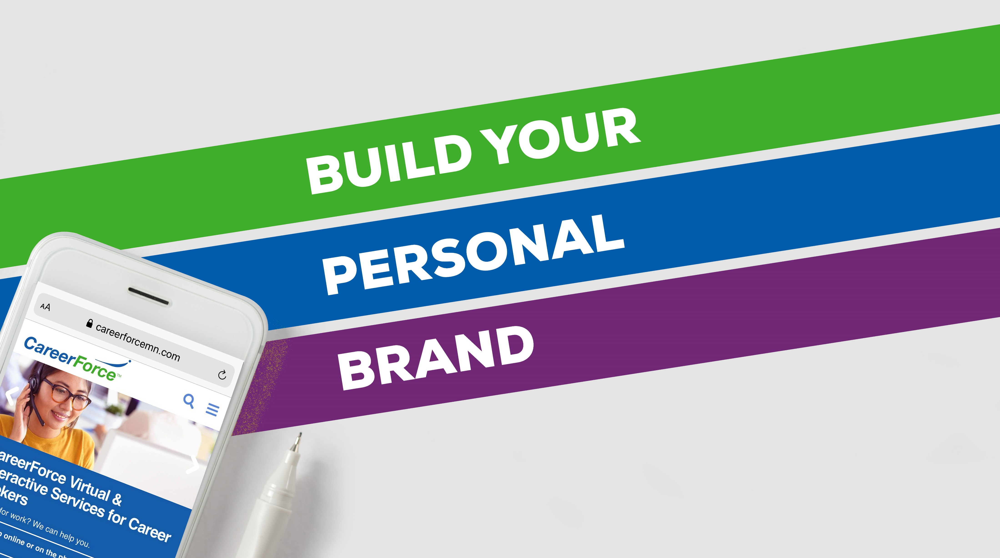 BUILD YOUR
PERSONAL
BRAND
AA
careerforcemn.com
CareerForce™
areerForce Virtual &
eractive Services for Career
kers
for work? We can help you.
online or on the